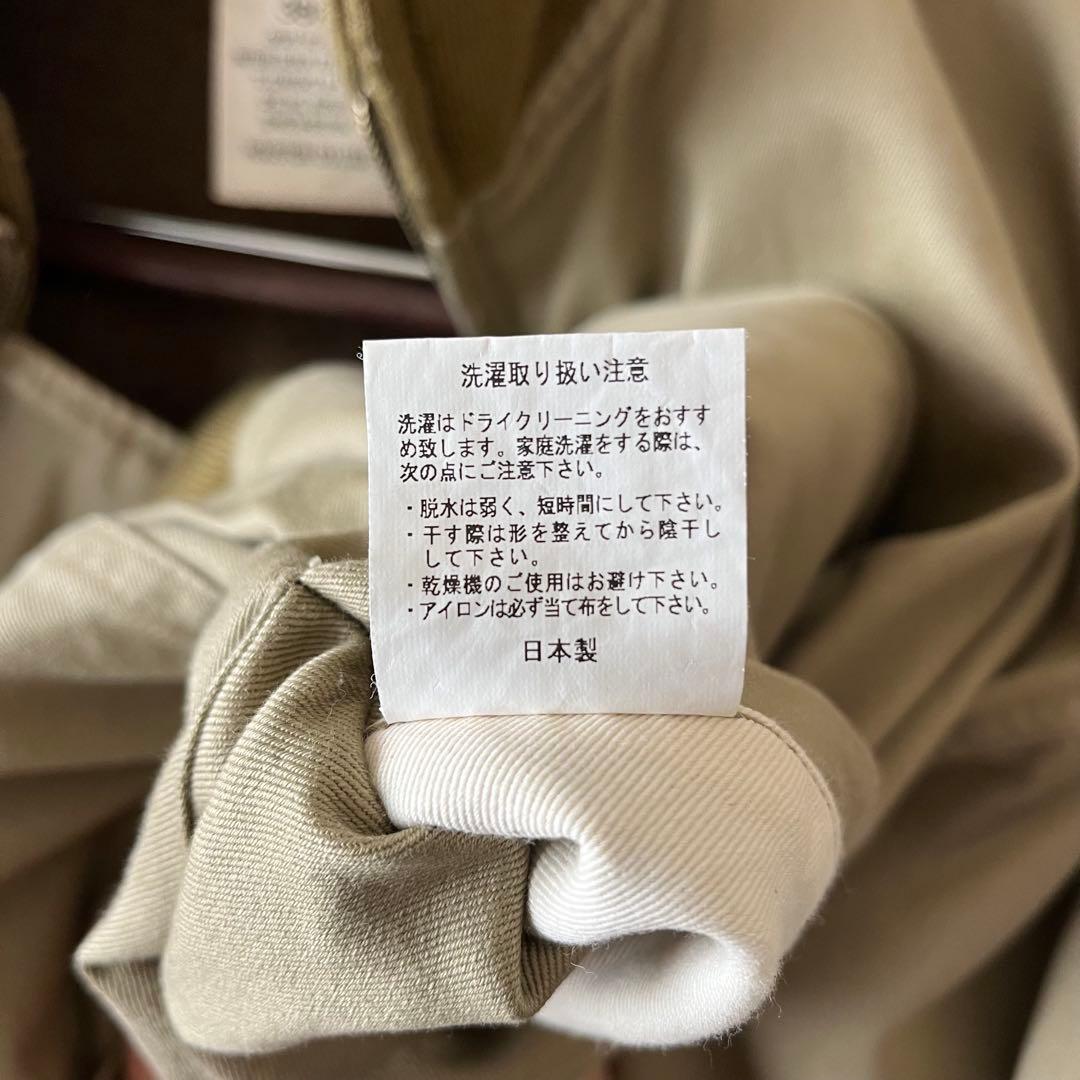 洗濯取り扱い注意
洗濯はドライクリーニングをおすす
め致します。家庭洗濯をする際は、
次の点にご注意下さい。
・脱水は弱く、短時間にして下さい。
・干す際は形を整えてから陰干し
して下さい。
・乾燥機のご使用はお避け下さい。
・アイロンは必ず当て布をして下さい。
日本製